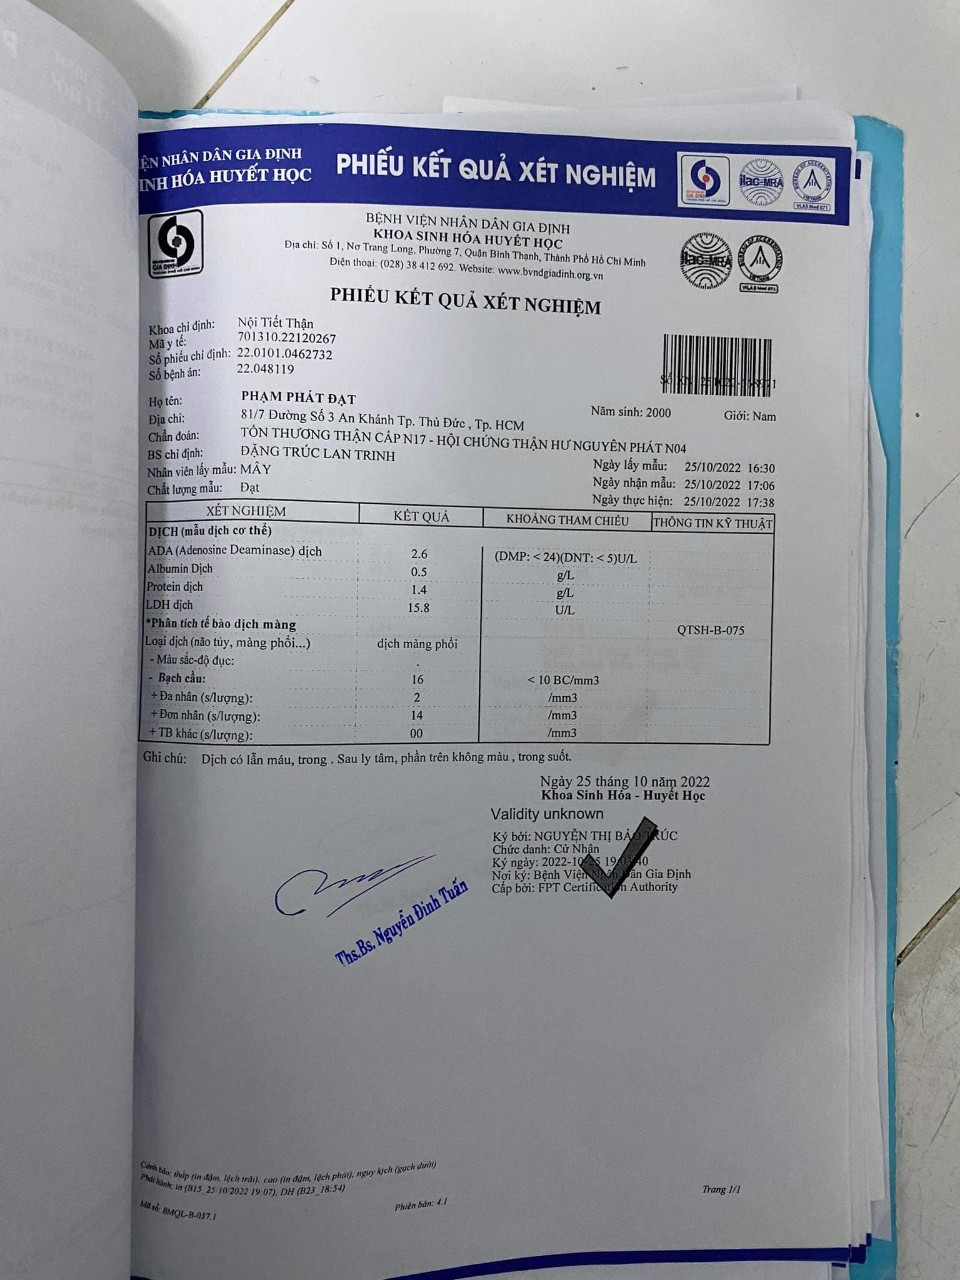 ỆN NHÂN DÂN GIA ĐỊNH
INH HÓA HUYẾT HỌC
PHIẾU KẾT QUẢ XÉT NGHIỆM
BỆNH VIỆN NHÂN DÂN GIA ĐỊNH
KHOA SINH HÓA HUYẾT HỌC
Địa chỉ: Số 1, Nơ Trang Long, Phường 7, Quận Bình Thạnh, Thành Phố Hồ Chí Minh
Điện thoại: (028) 38 412 692. Website: www.bvndgiadinh.org.vn
PHIẾU KẾT QUẢ XÉT NGHIỆM
Khoa chỉ định: Nội Tiết Thận
Mã y tế: 701310.22120267
Số phiếu chỉ định: 22.0101.0462732
Số bệnh án: 22.048119
Họ tên: PHẠM PHÁT ĐẠT Năm sinh: 2000 Giới: Nam
Địa chỉ: 81/7 Đường Số 3 An Khánh Tp. Thủ Đức , Tp. HCM
Chẩn đoán: TỔN THƯƠNG THẬN CẤP N17 - HỘI CHỨNG THẬN HƯ NGUYÊN PHÁT N04
BS chỉ định: ĐẶNG TRÚC LAN TRINH
Nhân viên lấy mẫu: MÂY Ngày lấy mẫu: 25/10/2022 16:30
Chất lượng mẫu: Đạt Ngày nhận mẫu: 25/10/2022 17:06
Ngày thực hiện: 25/10/2022 17:38
XÉT NGHIỆM KẾT QUẢ KHOẢNG THAM CHIẾU THÔNG TIN KỸ THUẬT
DỊCH (mẫu dịch cơ thể)
ADA (Adenosine Deaminase) dịch 2.6 (DMP: < 24)(DNT: < 5)U/L
Albumin Dịch 0.5 g/L
Protein dịch 1.4 g/L
LDH dịch 15.8 U/L
*Phân tích tế bào dịch màng QTSH-B-075
Loại dịch (não tủy, màng phổi...) dịch màng phổi
- Màu sắc-độ đục: .
- Bạch cầu: 16 < 10 BC/mm3
+ Đa nhân (s/lượng): 2 /mm3
+ Đơn nhân (s/lượng): 14 /mm3
+ TB khác (s/lượng): 00 /mm3
Ghi chú: Dịch có lẫn máu, trong . Sau ly tâm, phần trên không màu , trong suốt.
Ngày 25 tháng 10 năm 2022
Khoa Sinh Hóa - Huyết Học
Validity unknown
Ký bởi: NGUYỄN THỊ BẢO TRÚC
Chức danh: Cử Nhân
Ký ngày: 2022-10-25 19:03:40
Nơi ký: Bệnh Viện Nhân Dân Gia Định
Cấp bởi: FPT Certification Authority
Ths.Bs. Nguyễn Đình Tuấn
Cảnh báo: thấp (in đậm, lệch trái), cao (in đậm, lệch phải), nguy kịch (gạch dưới)
Phát hành: in (B15_25/10/2022 19:07), DH (B23_18:54)
Mã số: BMQL-B-037.1 Phiên bản: 4.1 Trang 1/1